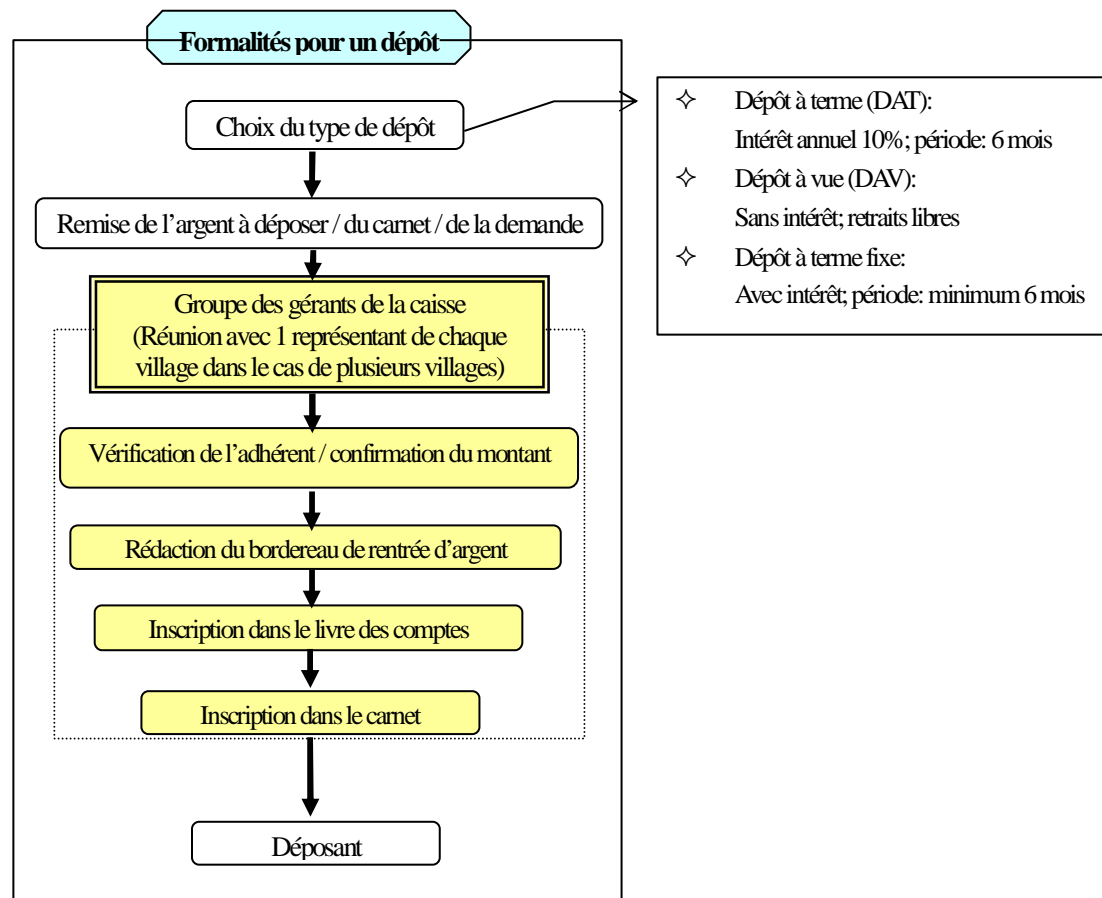 Formalités pour un dépôt
Choix du type de dépôt
Remise de l’argent à déposer / du carnet / de la demande
Groupe des gérants de la caisse
(Réunion avec 1 représentant de chaque
village dans le cas de plusieurs villages)
Vérification de l’adhérent / confirmation du montant
Rédaction du bordereau de rentrée d’argent
Inscription dans le livre des comptes
Inscription dans le carnet
Déposant
✧ Dépôt à terme (DAT):
Intérêt annuel 10%; période: 6 mois
✧ Dépôt à vue (DAV):
Sans intérêt; retraits libres
✧ Dépôt à terme fixe:
Avec intérêt; période: minimum 6 mois